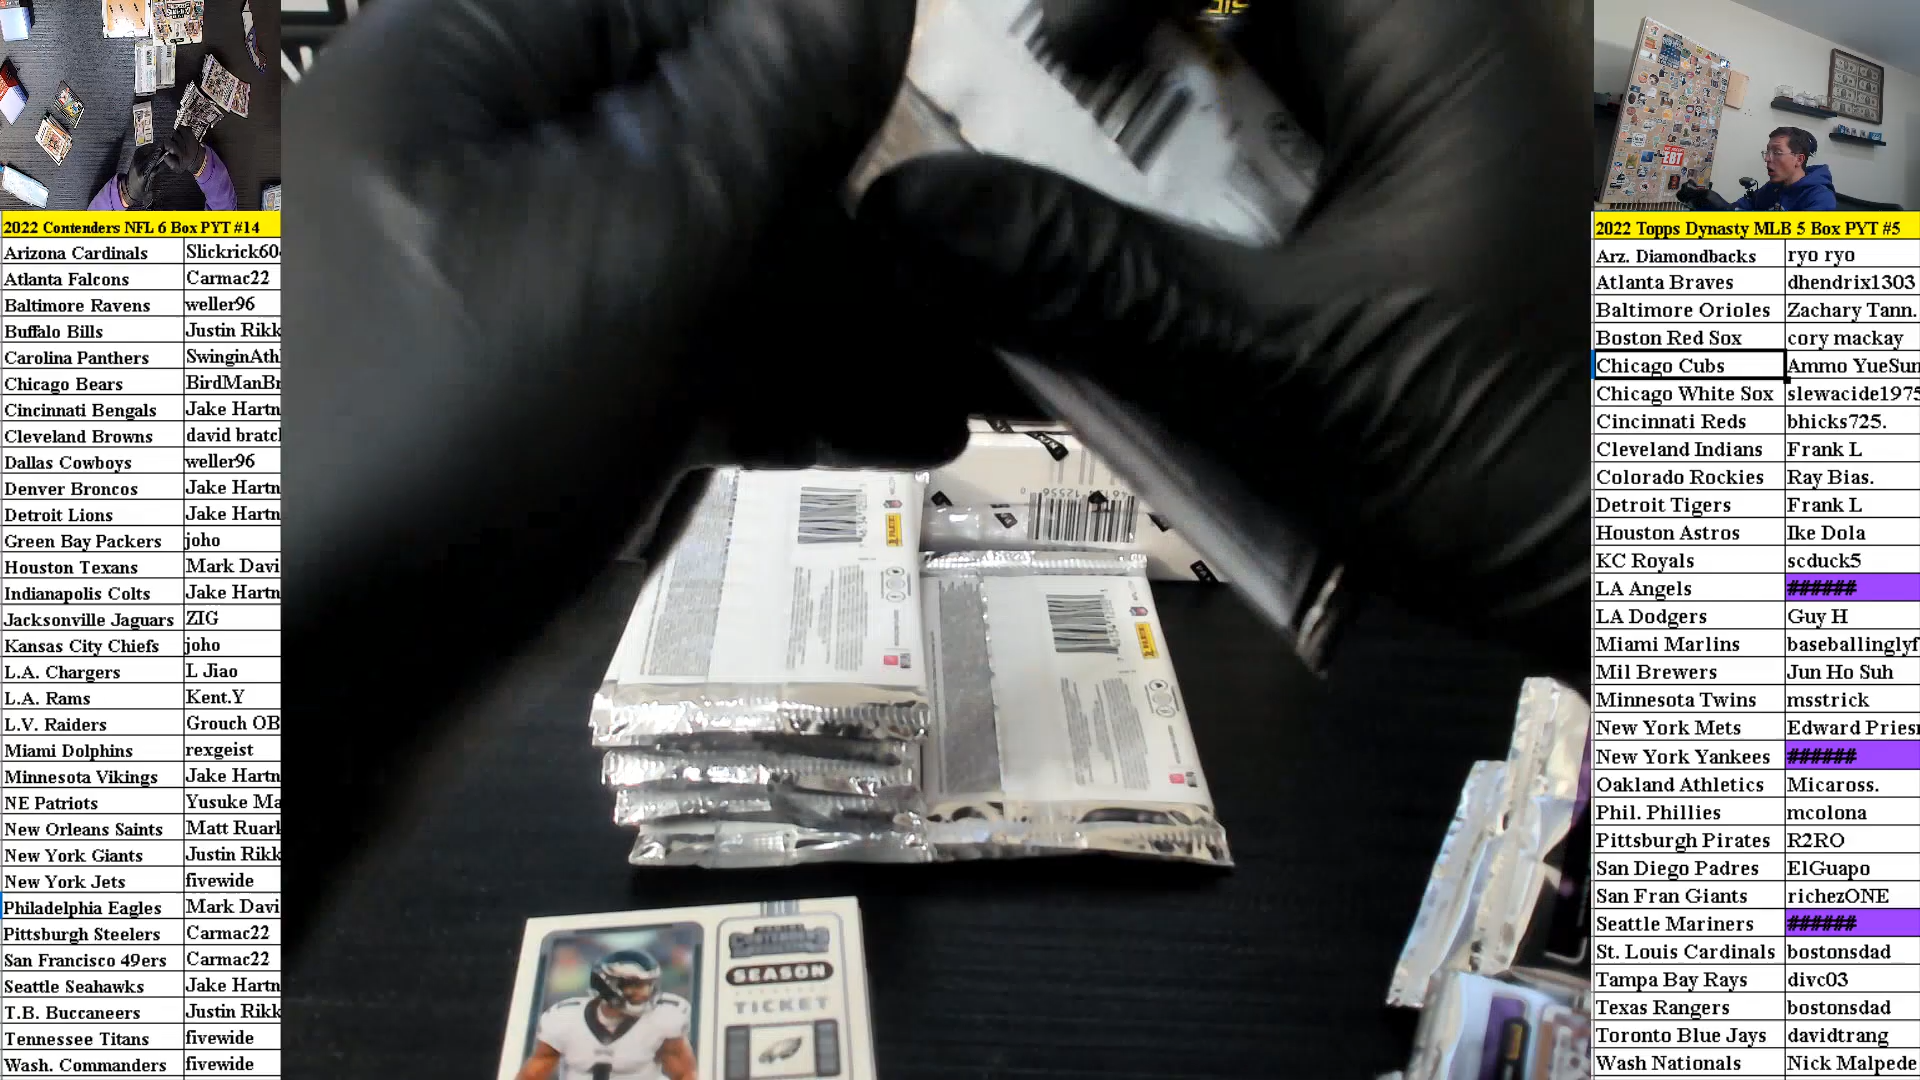 2022 Contenders NFL 6 Box PYT #14
Arizona Cardinals Slickrick60
Atlanta Falcons Carmac22
Baltimore Ravens weller96
Buffalo Bills Justin Rikk
Carolina Panthers SwinginAth
Chicago Bears BirdManBr
Cincinnati Bengals Jake Hartn
Cleveland Browns david bratcl
Dallas Cowboys weller96
Denver Broncos Jake Hartn
Detroit Lions Jake Hartn
Green Bay Packers joho
Houston Texans Mark Davi
Indianapolis Colts Jake Hartn
Jacksonville Jaguars ZIG
Kansas City Chiefs joho
L.A. Chargers L Jiao
L.A. Rams Kent.Y
L.V. Raiders Grouch OB
Miami Dolphins rexgeist
Minnesota Vikings Jake Hartn
NE Patriots Yusuke Ma
New Orleans Saints Matt Ruarl
New York Giants Justin Rikk
New York Jets fivewide
Philadelphia Eagles Mark Davi
Pittsburgh Steelers Carmac22
San Francisco 49ers Carmac22
Seattle Seahawks Jake Hartn
T.B. Buccaneers Justin Rikk
Tennessee Titans fivewide
Wash. Commanders fivewide
SEASON
TICKET
EBT
2022 Topps Dynasty MLB 5 Box PYT #5
Arz. Diamondbacks ryo ryo
Atlanta Braves dhendrix1303
Baltimore Orioles Zachary Tann.
Boston Red Sox cory mackay
Chicago Cubs Ammo YueSun
Chicago White Sox slewacide1975
Cincinnati Reds bhicks725.
Cleveland Indians Frank L
Colorado Rockies Ray Bias.
Detroit Tigers Frank L
Houston Astros Ike Dola
KC Royals scduck5
LA Angels ######
LA Dodgers Guy H
Miami Marlins baseballinglyf
Mil Brewers Jun Ho Suh
Minnesota Twins msstrick
New York Mets Edward Priesr
New York Yankees ######
Oakland Athletics Micaross.
Phil. Phillies mcolona
Pittsburgh Pirates R2RO
San Diego Padres ElGuapo
San Fran Giants richezONE
Seattle Mariners ######
St. Louis Cardinals bostonsdad
Tampa Bay Rays divc03
Texas Rangers bostonsdad
Toronto Blue Jays davidtrang
Wash Nationals Nick Malpede